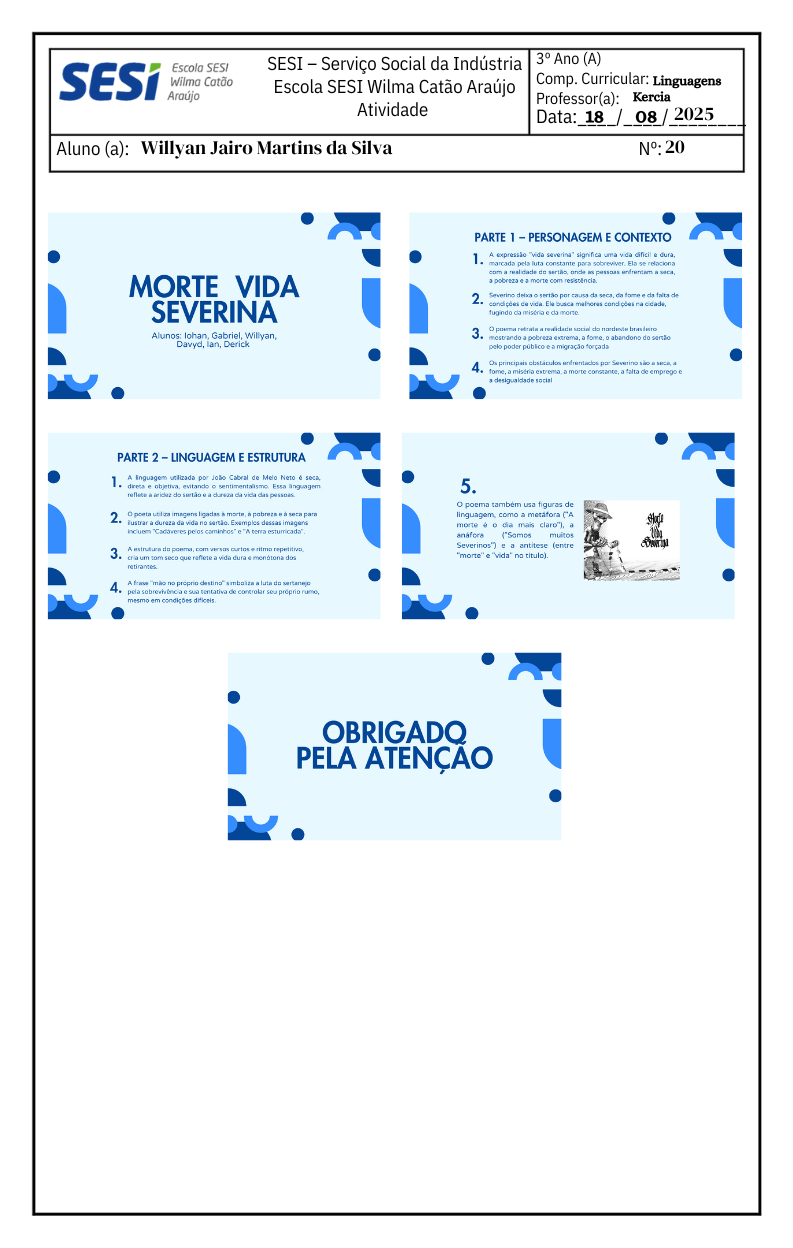 SESI
Escola SESI
Wilma Catão
Araújo
SESI – Serviço Social da Indústria
Escola SESI Wilma Catão Araújo
Atividade
3º Ano (A)
Comp. Curricular: Linguagens
Professor(a): Kercia
Data: 18 / 08 / 2025
Aluno (a): Willyan Jairo Martins da Silva
Nº: 20
MORTE VIDA
SEVERINA
Alunos: Iohan, Gabriel, Willyan,
Davyd, Ian, Derick
PARTE 1 – PERSONAGEM E CONTEXTO
1. A expressão "vida severina" significa uma vida difícil e dura,
marcada pela luta constante para sobreviver. Ela se relaciona
com a realidade do sertão, onde as pessoas enfrentam a seca,
a pobreza e a morte com resistência.
2. Severino deixa o sertão por causa da seca, da fome e da falta de
condições de vida. Ele busca melhores condições na cidade,
fugindo da miséria e da morte.
3. O poema retrata a realidade social do nordeste brasileiro
mostrando a pobreza extrema, a fome, o abandono do sertão
pelo poder público e a migração forçada
4. Os principais obstáculos enfrentados por Severino são a seca, a
fome, a miséria extrema, a morte constante, a falta de emprego e
a desigualdade social
PARTE 2 – LINGUAGEM E ESTRUTURA
1. A linguagem utilizada por João Cabral de Melo Neto é seca,
direta e objetiva, evitando o sentimentalismo. Essa linguagem
reflete a aridez do sertão e a dureza da vida das pessoas.
2. O poeta utiliza imagens ligadas à morte, à pobreza e à seca para
ilustrar a dureza da vida no sertão. Exemplos dessas imagens
incluem "Cadáveres pelos caminhos" e "A terra esturricada".
3. A estrutura do poema, com versos curtos e ritmo repetitivo,
cria um tom seco que reflete a vida dura e monótona dos
retirantes.
4. A frase "mão no próprio destino" simboliza a luta do sertanejo
pela sobrevivência e sua tentativa de controlar seu próprio rumo,
mesmo em condições difíceis.
5.
O poema também usa figuras de
linguagem, como a metáfora ("A
morte é o dia mais claro"), a
anáfora ("Somos muitos
Severinos") e a antítese (entre
"morte" e "vida" no título).
Morte
Vida
Severina
OBRIGADO
PELA ATENÇÃO